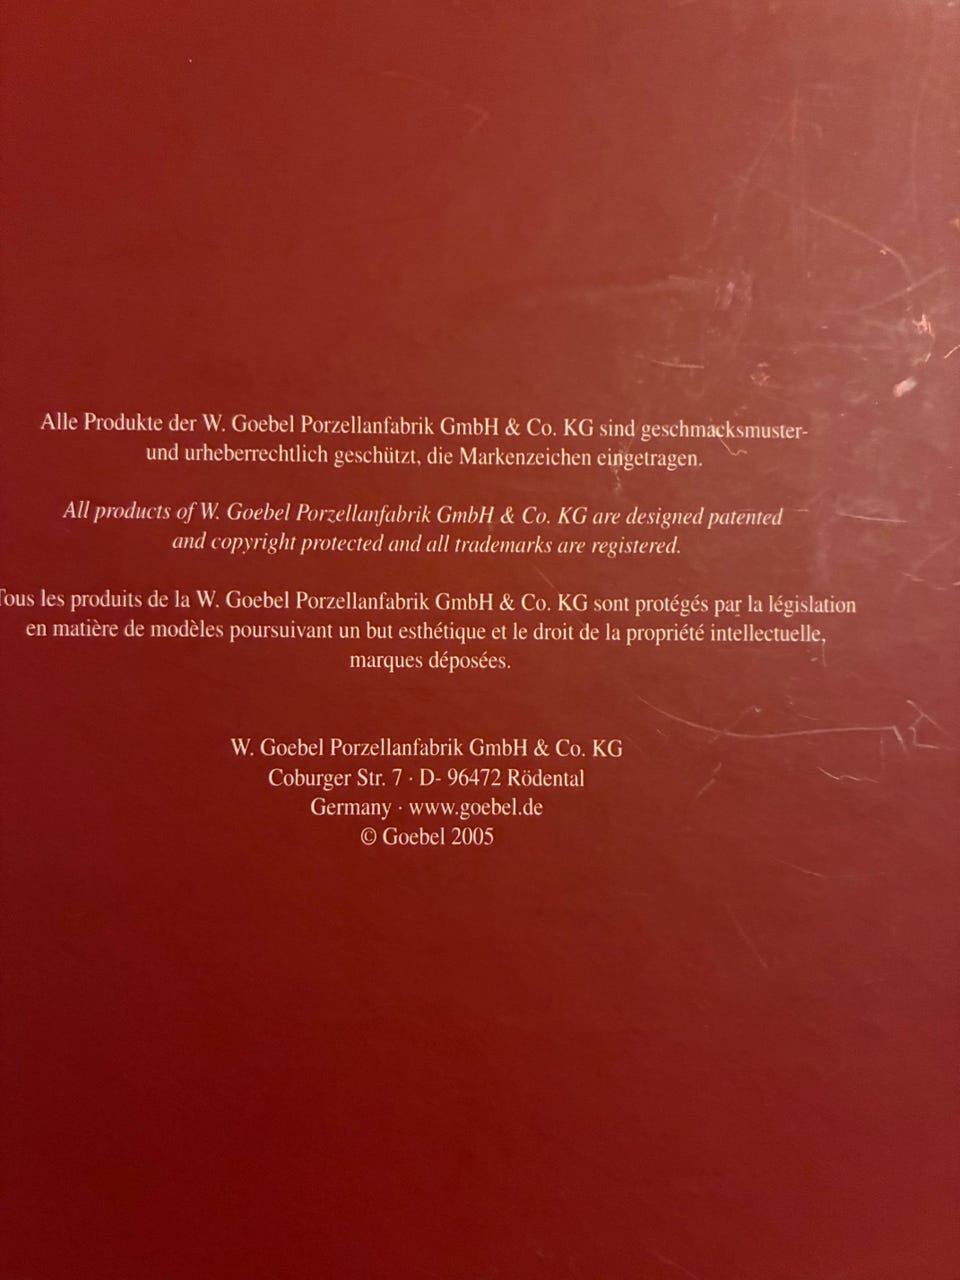 Alle Produkte der W. Goebel Porzellanfabrik GmbH & Co. KG sind geschmacksmuster-
und urheberrechtlich geschützt, die Markenzeichen eingetragen.
All products of W. Goebel Porzellanfabrik GmbH & Co. KG are designed patented
and copyright protected and all trademarks are registered.
Tous les produits de la W. Goebel Porzellanfabrik GmbH & Co. KG sont protégés par la législation
en matière de modèles poursuivant un but esthétique et le droit de la propriété intellectuelle,
marques déposées.
W. Goebel Porzellanfabrik GmbH & Co. KG
Coburger Str. 7 · D- 96472 Rödental
Germany · www.goebel.de
© Goebel 2005